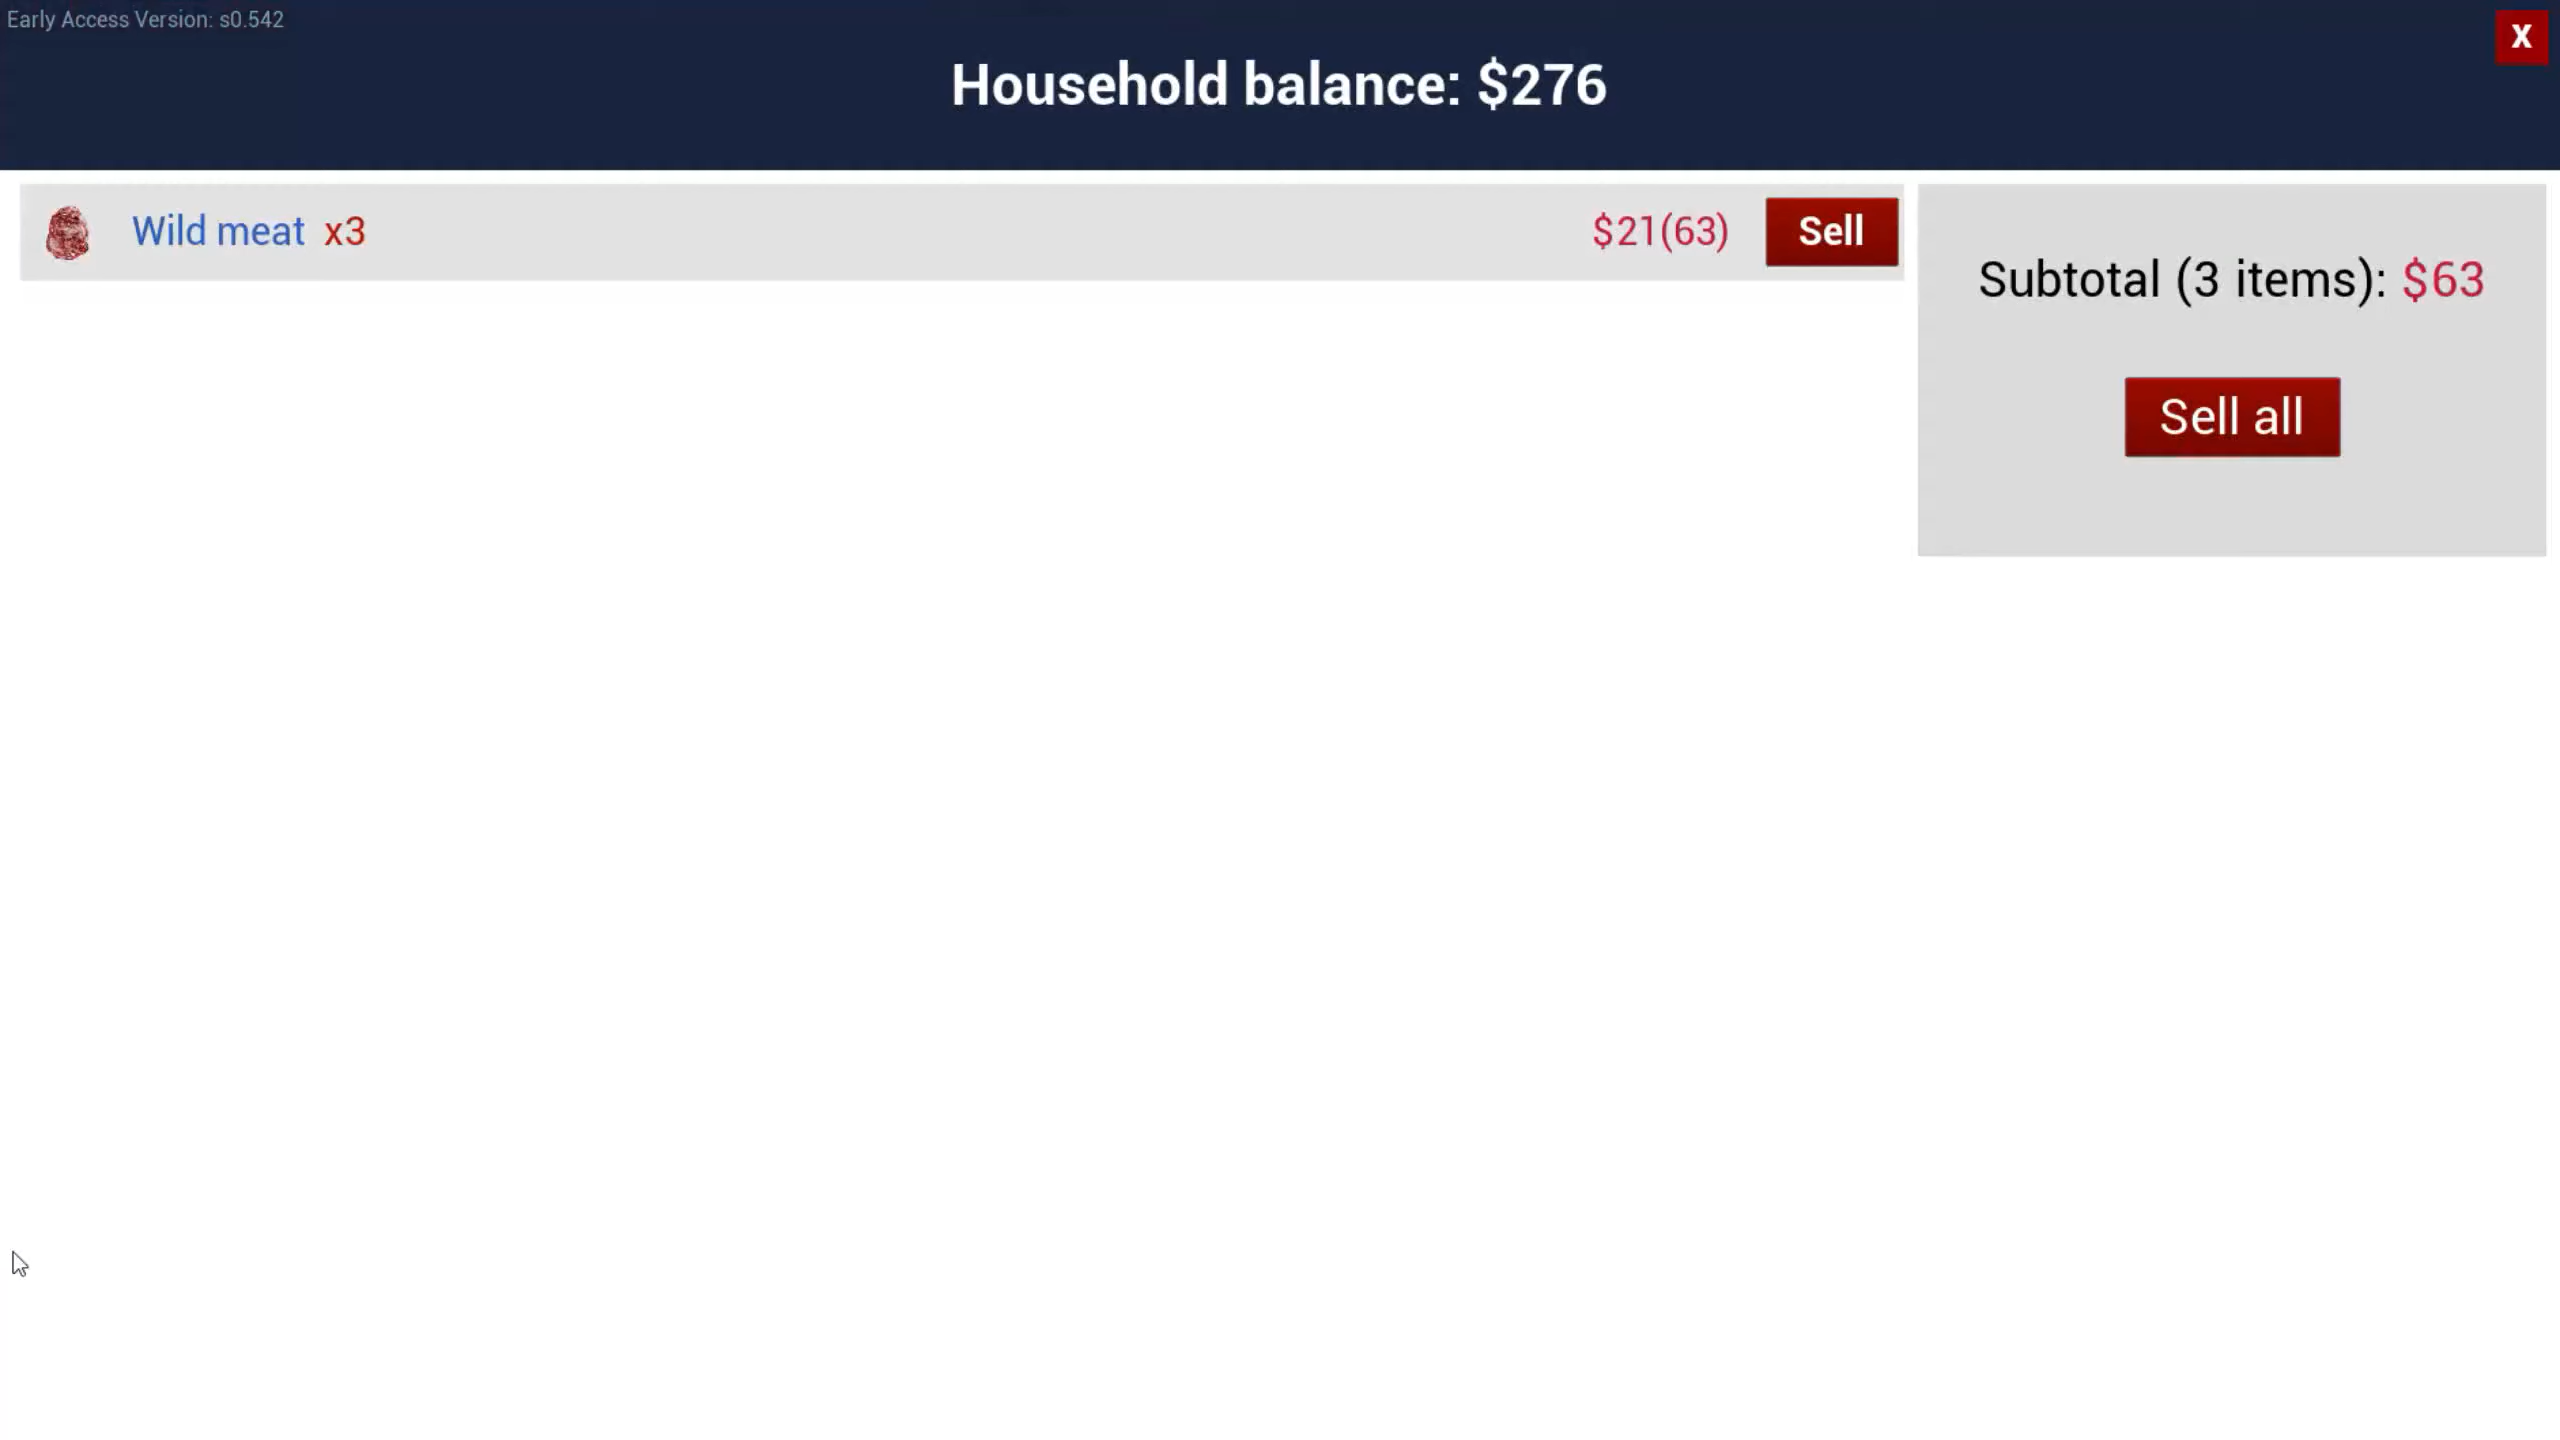 Early Access Version: s0.542
X
Household balance: $276
Wild meat x3 $21(63) Sell
Subtotal (3 items): $63
Sell all